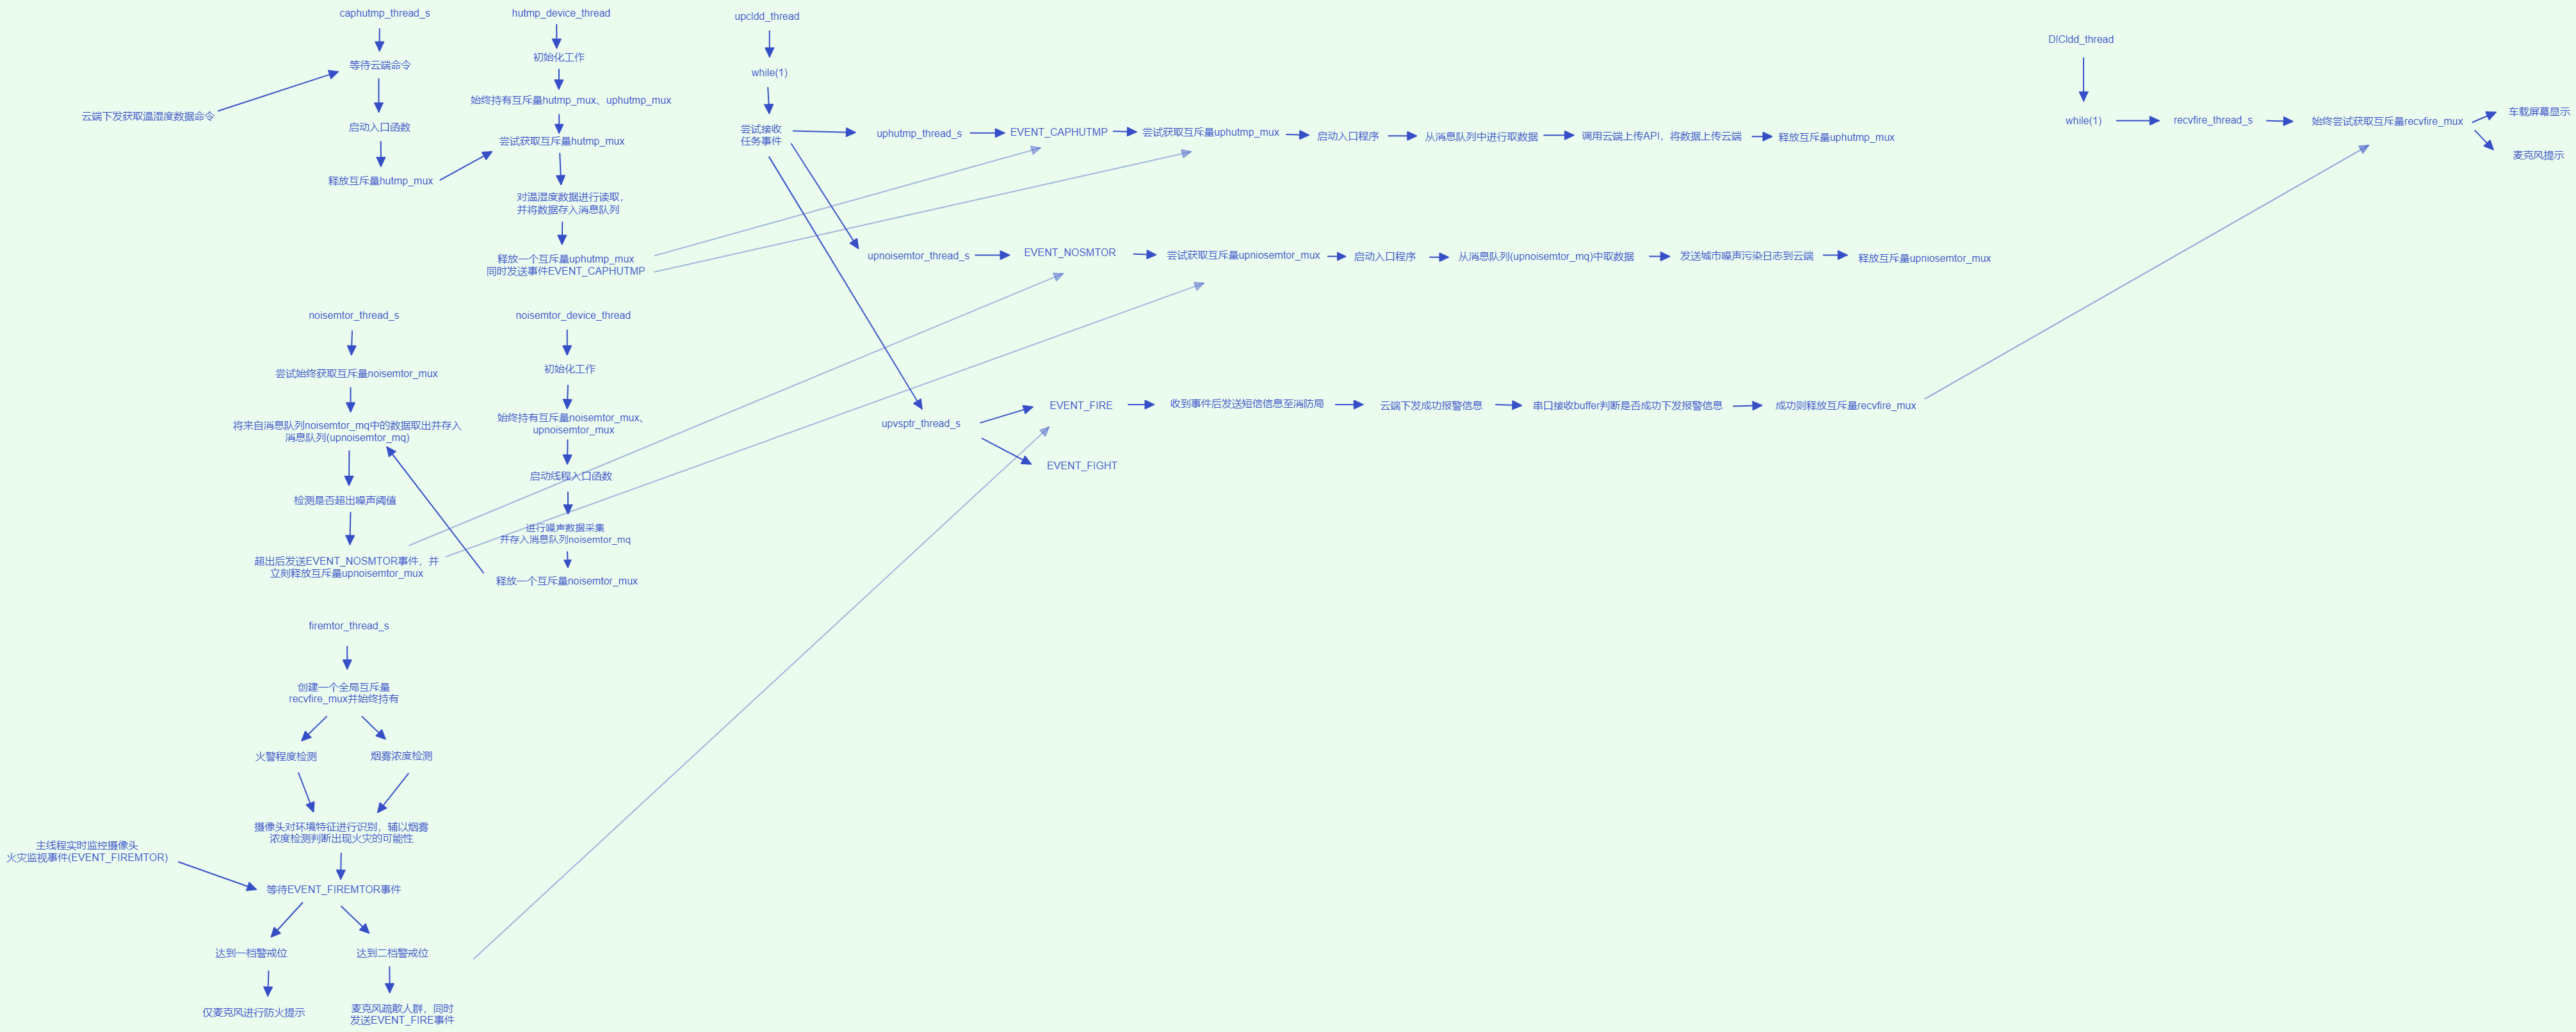 caphutmp_thread_s
等待云端命令
云端下发获取温湿度数据命令
启动入口函数
释放互斥量hutmp_mux
hutmp_device_thread
初始化工作
始终持有互斥量hutmp_mux、uphutmp_mux
尝试获取互斥量hutmp_mux
对温湿度数据进行读取，
并将数据存入消息队列
释放一个互斥量uphutmp_mux
同时发送事件EVENT_CAPHUTMP
upcldd_thread
while(1)
尝试接收
任务事件
uphutmp_thread_s
EVENT_CAPHUTMP
尝试获取互斥量uphutmp_mux
启动入口程序
从消息队列中进行取数据
调用云端上传API，将数据上传云端
释放互斥量uphutmp_mux
upnoisemtor_thread_s
EVENT_NOSMTOR
尝试获取互斥量upniosemtor_mux
启动入口程序
从消息队列(upnoisemtor_mq)中取数据
发送城市噪声污染日志到云端
释放互斥量upniosemtor_mux
upvsptr_thread_s
EVENT_FIRE
收到事件后发送短信信息至消防局
云端下发成功报警信息
串口接收buffer判断是否成功下发报警信息
成功则释放互斥量recvfire_mux
EVENT_FIGHT
DICldd_thread
while(1)
recvfire_thread_s
始终尝试获取互斥量recvfire_mux
车载屏幕显示
麦克风提示
noisemtor_thread_s
尝试始终获取互斥量noisemtor_mux
将来自消息队列noisemtor_mq中的数据取出并存入
消息队列(upnoisemtor_mq)
检测是否超出噪声阈值
超出后发送EVENT_NOSMTOR事件，并
立刻释放互斥量upnoisemtor_mux
noisemtor_device_thread
初始化工作
始终持有互斥量noisemtor_mux、
upnoisemtor_mux
启动线程入口函数
进行噪声数据采集
并存入消息队列noisemtor_mq
释放一个互斥量noisemtor_mux
firemtor_thread_s
创建一个全局互斥量
recvfire_mux并始终持有
火警程度检测
烟雾浓度检测
摄像头对环境特征进行识别，辅以烟雾
浓度检测判断出现火灾的可能性
主线程实时监控摄像头
火灾监视事件(EVENT_FIREMTOR)
等待EVENT_FIREMTOR事件
达到一档警戒位
达到二档警戒位
仅麦克风进行防火提示
麦克风疏散人群，同时
发送EVENT_FIRE事件